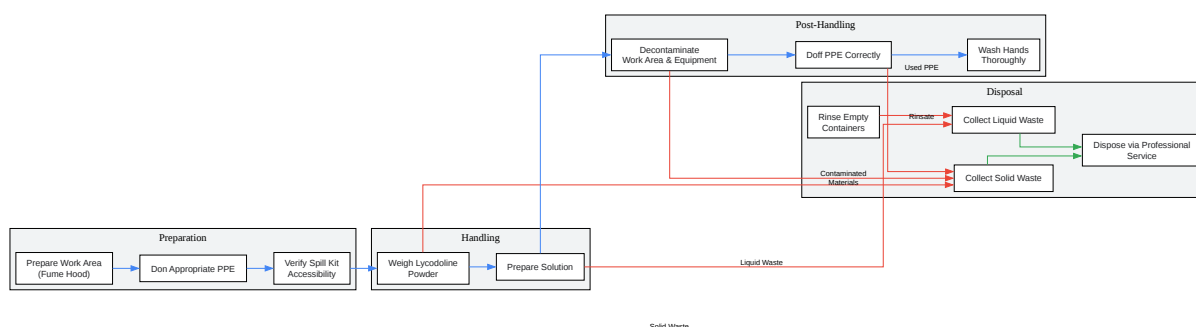 Post-Handling
Decontaminate
Work Area & Equipment
Doff PPE Correctly
Wash Hands
Thoroughly
Used PPE
Disposal
Rinse Empty
Containers
Rinsate
Collect Liquid Waste
Dispose via Professional
Service
Contaminated
Materials
Collect Solid Waste
Preparation
Prepare Work Area
(Fume Hood)
Don Appropriate PPE
Verify Spill Kit
Accessibility
Handling
Weigh Lycodoline
Powder
Prepare Solution
Liquid Waste
Solid Waste